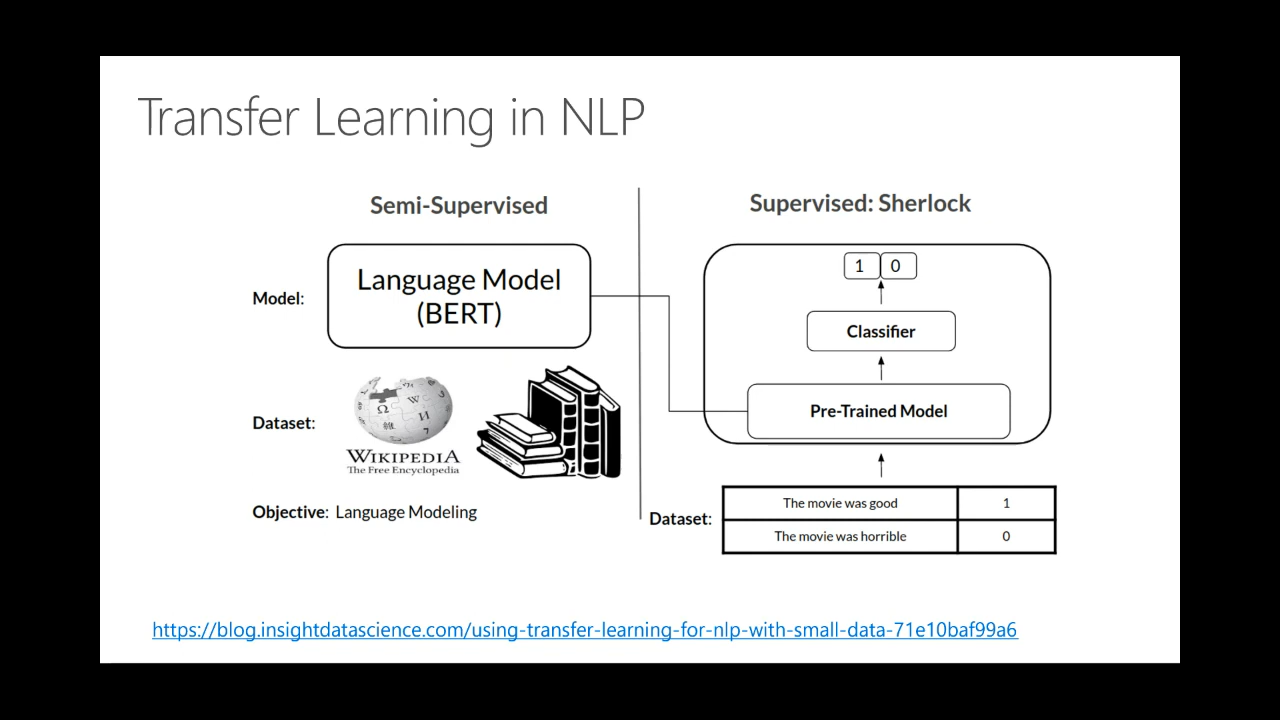 Transfer Learning in NLP
Semi-Supervised
Model:
Language Model
(BERT)
Dataset:
WIKIPEDIA
The Free Encyclopedia
Objective: Language Modeling
Supervised: Sherlock
1 0
Classifier
Pre-Trained Model
Dataset:
The movie was good 1
The movie was horrible 0
https://blog.insightdatascience.com/using-transfer-learning-for-nlp-with-small-data-71e10baf99a6